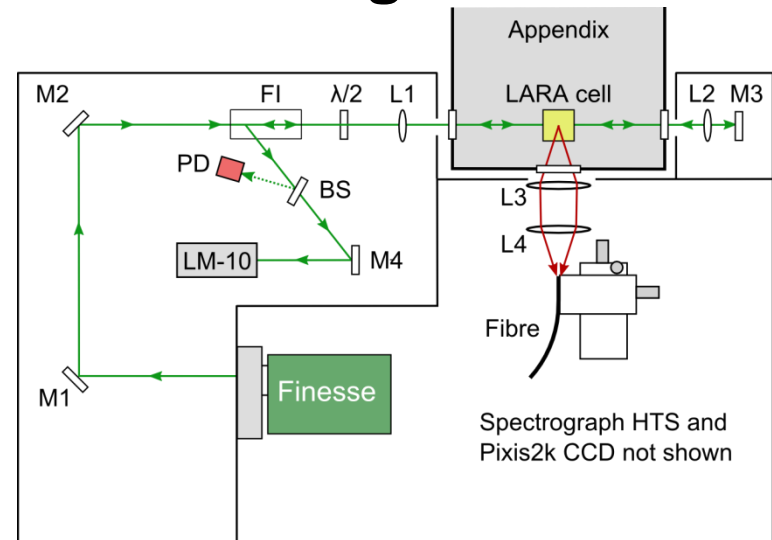 Appendix
M2
FI
λ/2
L1
LARA cell
L2
M3
PD
BS
L3
L4
LM-10
M4
Fibre
M1
Finesse
Spectrograph HTS and
Pixis2k CCD not shown